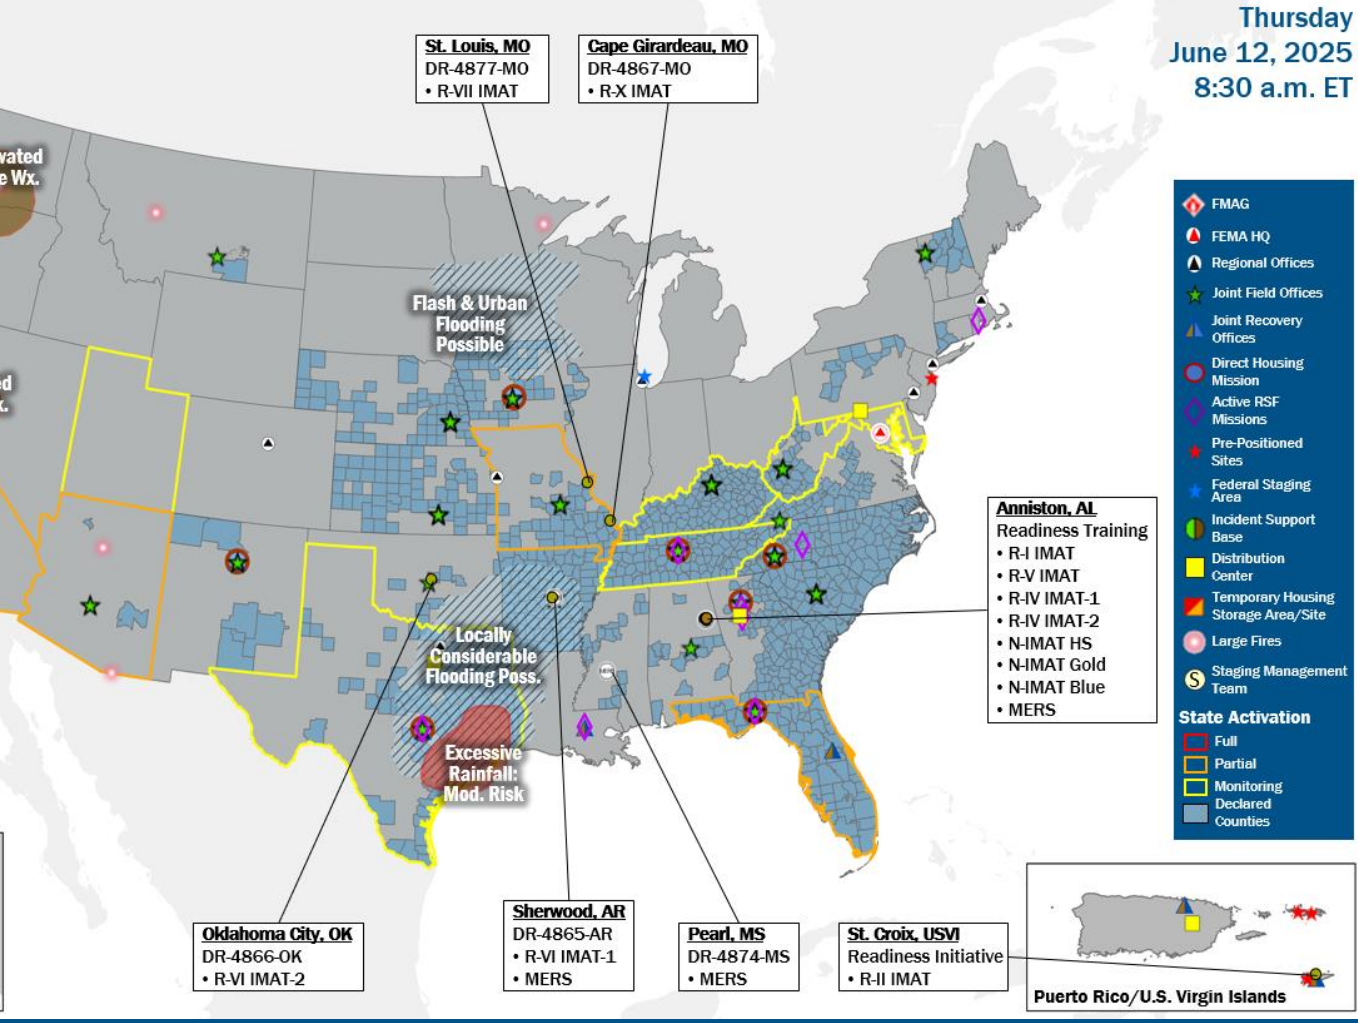 Thursday
June 12, 2025
8:30 a.m. ET
St. Louis, MO
DR-4877-MO
• R-VII IMAT
Cape Girardeau, MO
DR-4867-MO
• R-X IMAT
Flash & Urban
Flooding
Possible
Locally
Considerable
Flooding Poss.
Excessive
Rainfall:
Mod. Risk
Anniston, AL
Readiness Training
• R-I IMAT
• R-V IMAT
• R-IV IMAT-1
• R-IV IMAT-2
• N-IMAT HS
• N-IMAT Gold
• N-IMAT Blue
• MERS
FMAG
FEMA HQ
Regional Offices
Joint Field Offices
Joint Recovery
Offices
Direct Housing
Mission
Active RSF
Missions
Pre-Positioned
Sites
Federal Staging
Area
Incident Support
Base
Distribution
Center
Temporary Housing
Storage Area/Site
Large Fires
S
Staging Management
Team
State Activation
Full
Partial
Monitoring
Declared
Counties
Oklahoma City, OK
DR-4866-OK
• R-VI IMAT-2
Sherwood, AR
DR-4865-AR
• R-VI IMAT-1
• MERS
Pearl, MS
DR-4874-MS
• MERS
St. Croix, USVI
Readiness Initiative
• R-II IMAT
Puerto Rico/U.S. Virgin Islands